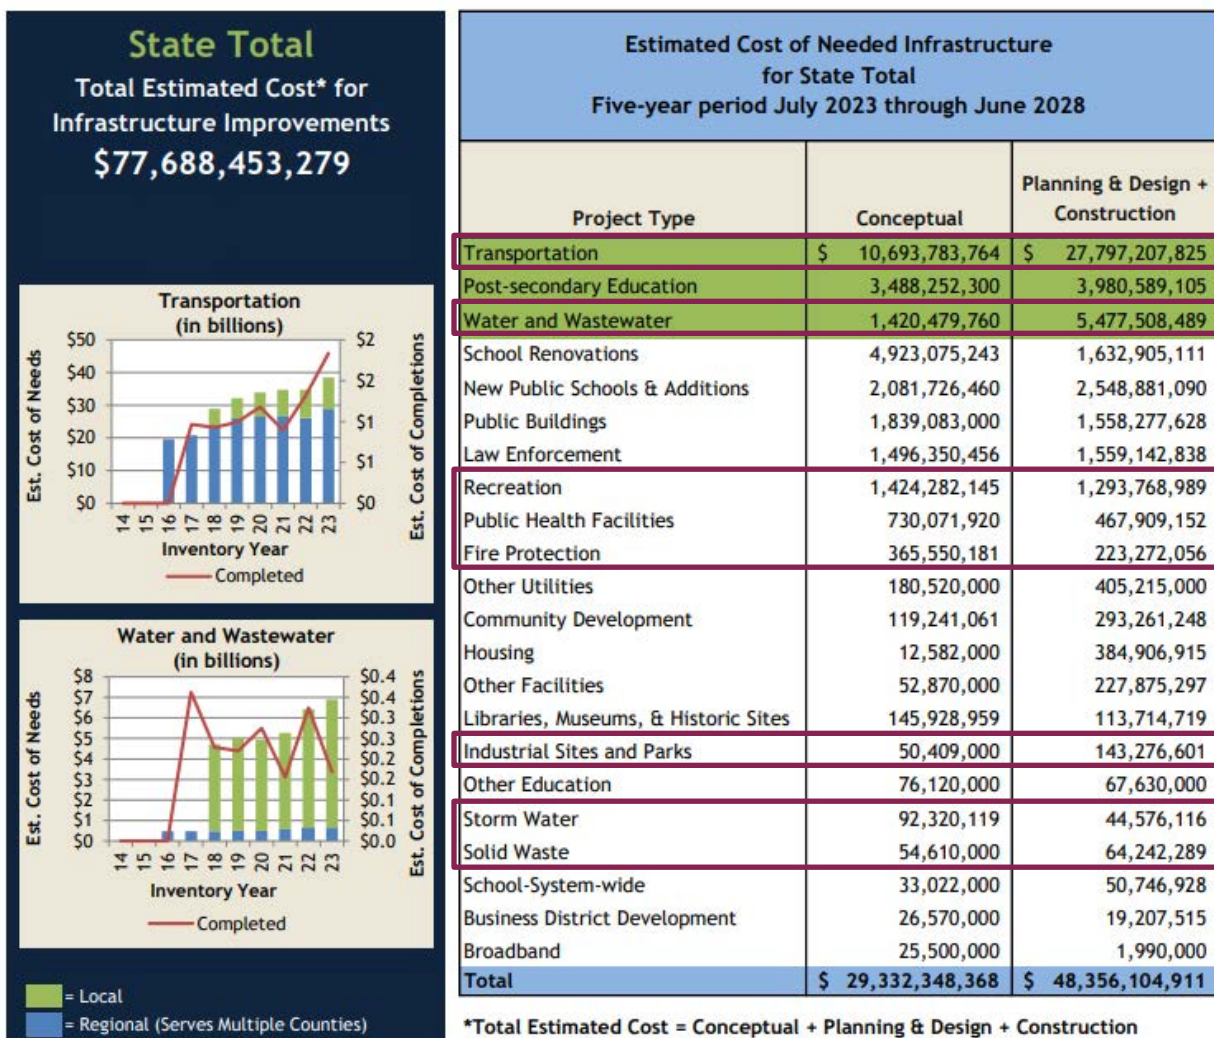 State Total
Total Estimated Cost* for
Infrastructure Improvements
$77,688,453,279
Transportation
(in billions)
Est. Cost of Needs
$50
$40
$30
$20
$10
$0
$2
$2
$1
$1
$0
Est. Cost of Completions
14 15 16 17 18 19 20 21 22 23
Inventory Year
Completed
Water and Wastewater
(in billions)
Est. Cost of Needs
$8
$7
$6
$5
$4
$3
$2
$1
$0
$0.4
$0.4
$0.3
$0.3
$0.2
$0.2
$0.1
$0.1
$0.0
Est. Cost of Completions
14 15 16 17 18 19 20 21 22 23
Inventory Year
Completed
= Local
= Regional (Serves Multiple Counties)
Estimated Cost of Needed Infrastructure
for State Total
Five-year period July 2023 through June 2028
Planning & Design +
Project Type Conceptual Construction
Transportation $ 10,693,783,764 $ 27,797,207,825
Post-secondary Education 3,488,252,300 3,980,589,105
Water and Wastewater 1,420,479,760 5,477,508,489
School Renovations 4,923,075,243 1,632,905,111
New Public Schools & Additions 2,081,726,460 2,548,881,090
Public Buildings 1,839,083,000 1,558,277,628
Law Enforcement 1,496,350,456 1,559,142,838
Recreation 1,424,282,145 1,293,768,989
Public Health Facilities 730,071,920 467,909,152
Fire Protection 365,550,181 223,272,056
Other Utilities 180,520,000 405,215,000
Community Development 119,241,061 293,261,248
Housing 12,582,000 384,906,915
Other Facilities 52,870,000 227,875,297
Libraries, Museums, & Historic Sites 145,928,959 113,714,719
Industrial Sites and Parks 50,409,000 143,276,601
Other Education 76,120,000 67,630,000
Storm Water 92,320,119 44,576,116
Solid Waste 54,610,000 64,242,289
School-System-wide 33,022,000 50,746,928
Business District Development 26,570,000 19,207,515
Broadband 25,500,000 1,990,000
Total $ 29,332,348,368 $ 48,356,104,911
*Total Estimated Cost = Conceptual + Planning & Design + Construction